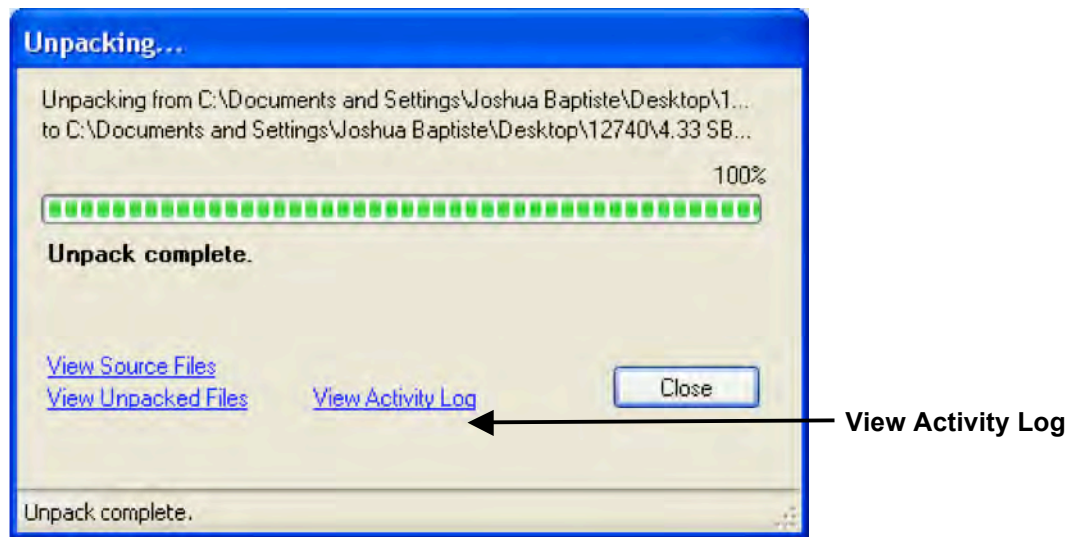 Unpacking...
Unpacking from C:\Documents and Settings\Joshua Baptiste\Desktop\1...
to C:\Documents and Settings\Joshua Baptiste\Desktop\12740\4.33 SB...
100%
Unpack complete.
View Source Files
View Unpacked Files View Activity Log Close
View Activity Log
Unpack complete.